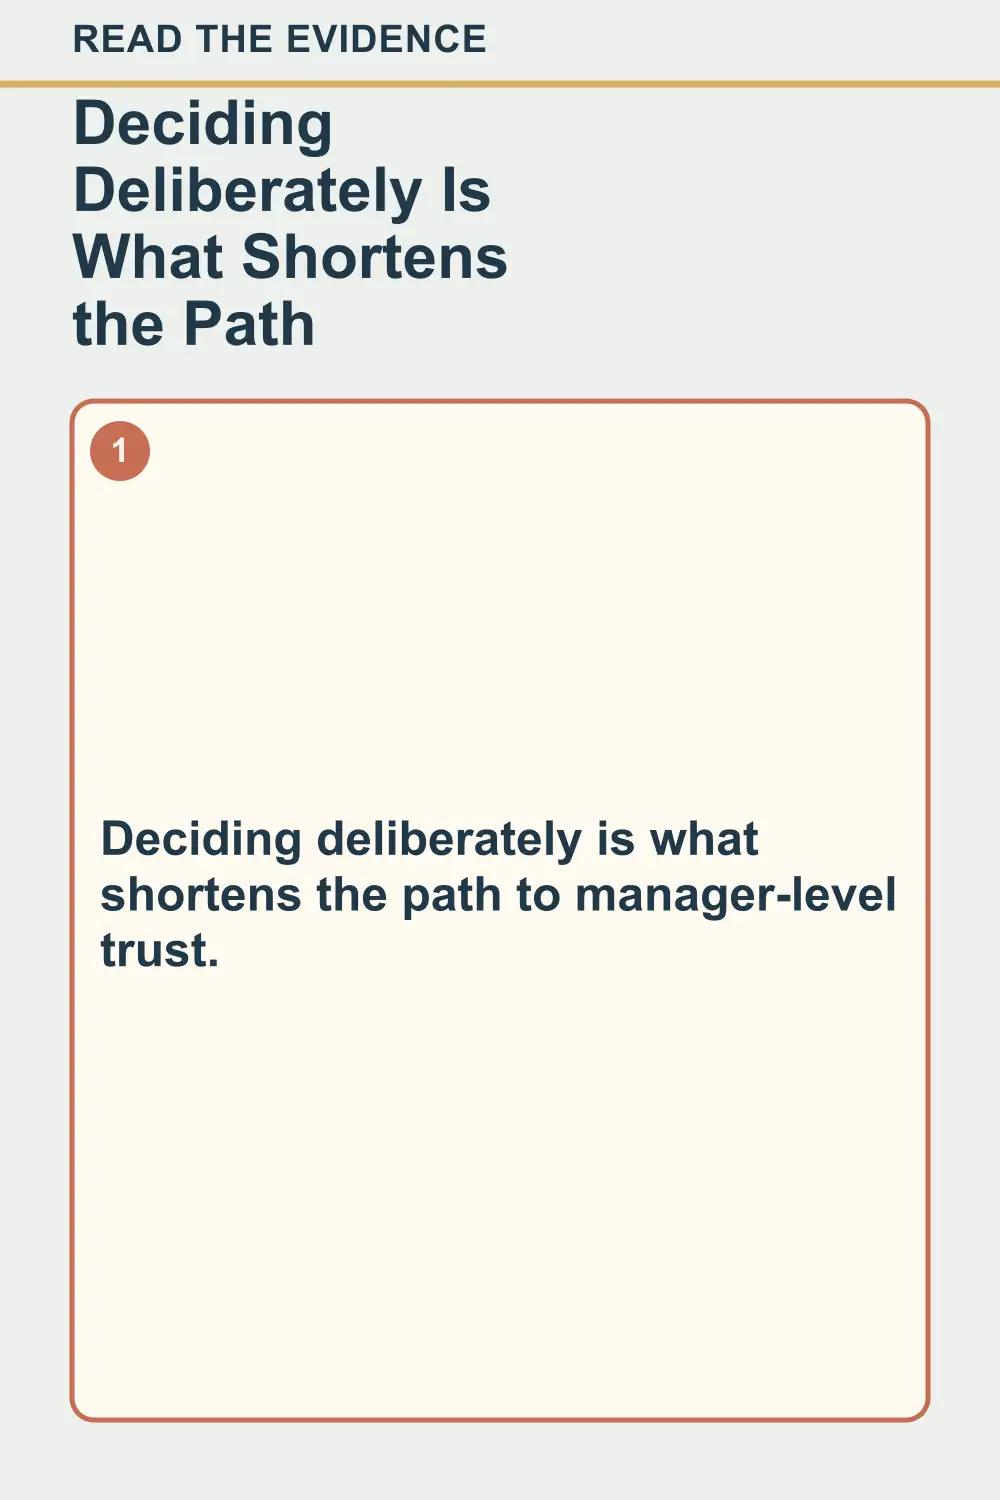 READ THE EVIDENCE
Deciding
Deliberately Is
What Shortens
the Path
1
Deciding deliberately is what
shortens the path to manager-level
trust.